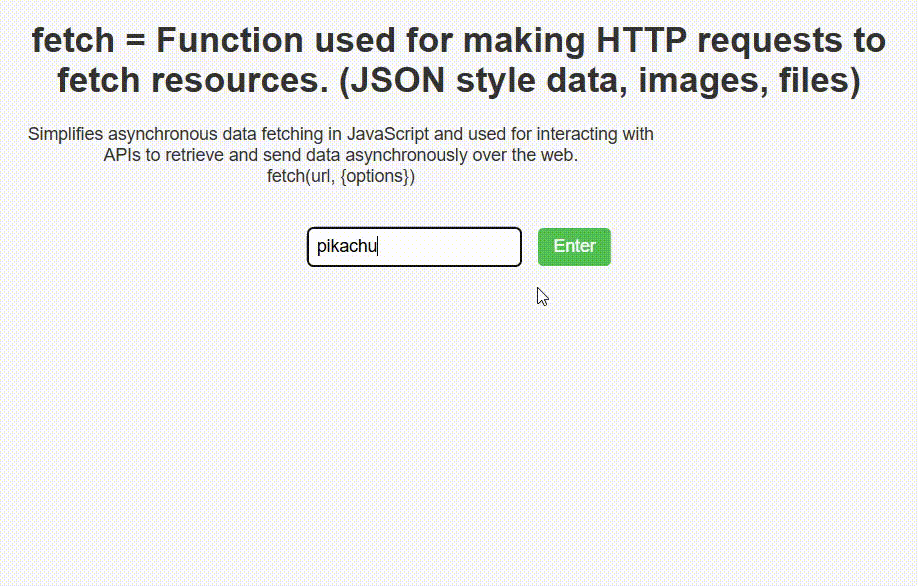 fetch = Function used for making HTTP requests to
fetch resources. (JSON style data, images, files)
Simplifies asynchronous data fetching in JavaScript and used for interacting with
APIs to retrieve and send data asynchronously over the web.
fetch(url, {options})
pikachu
Enter